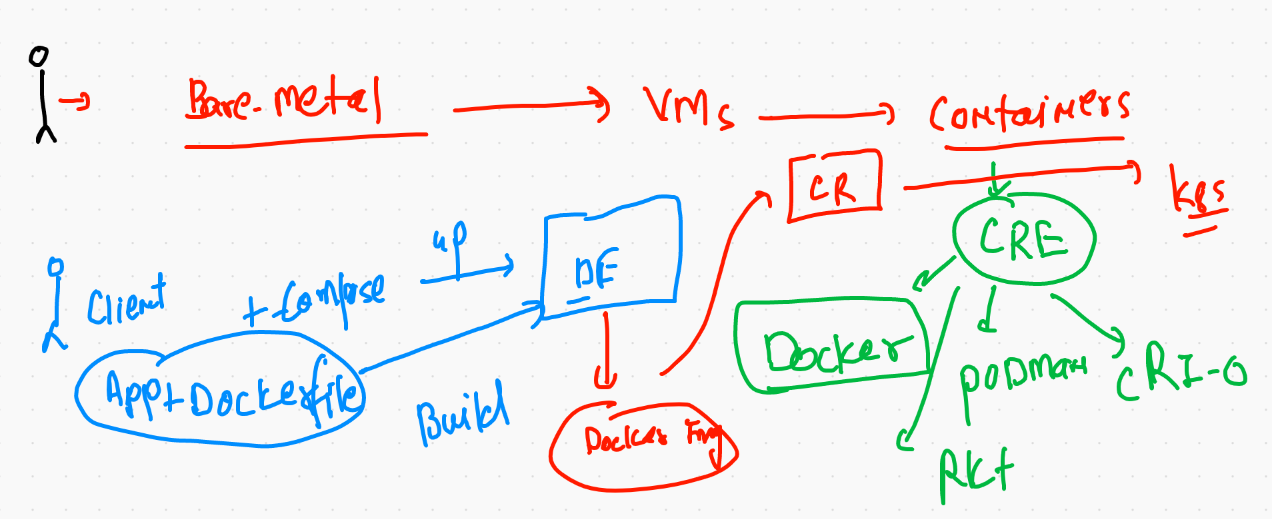 Bare-metal
VMs
Containers
CR
k8s
CRE
up
DE
Client
+ Compose
Docker
PODMAN
CRI-O
App + Dockerfile
Build
Docker Img
RKt